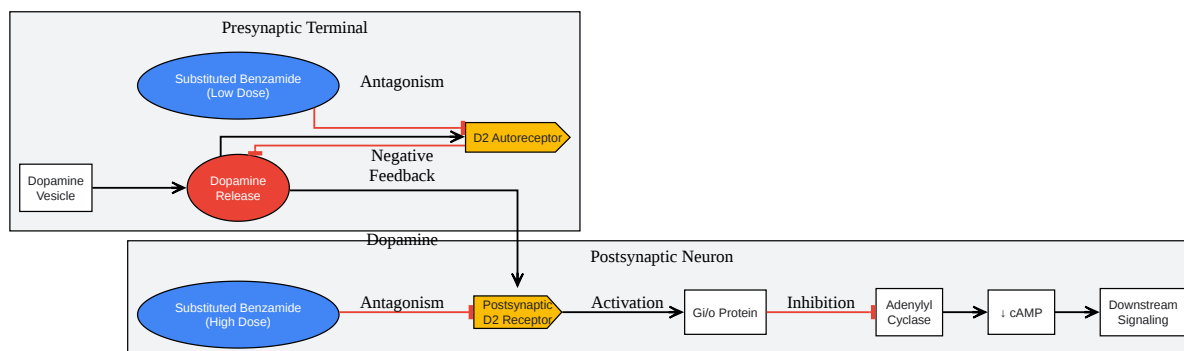 Presynaptic Terminal
Substituted Benzamide
(Low Dose)
Antagonism
D2 Autoreceptor
Negative
Feedback
Dopamine
Vesicle
Dopamine
Release
Dopamine
Postsynaptic Neuron
Substituted Benzamide
(High Dose)
Antagonism
Postsynaptic
D2 Receptor
Activation
Gi/o Protein
Inhibition
Adenylyl
Cyclase
↓ cAMP
Downstream
Signaling